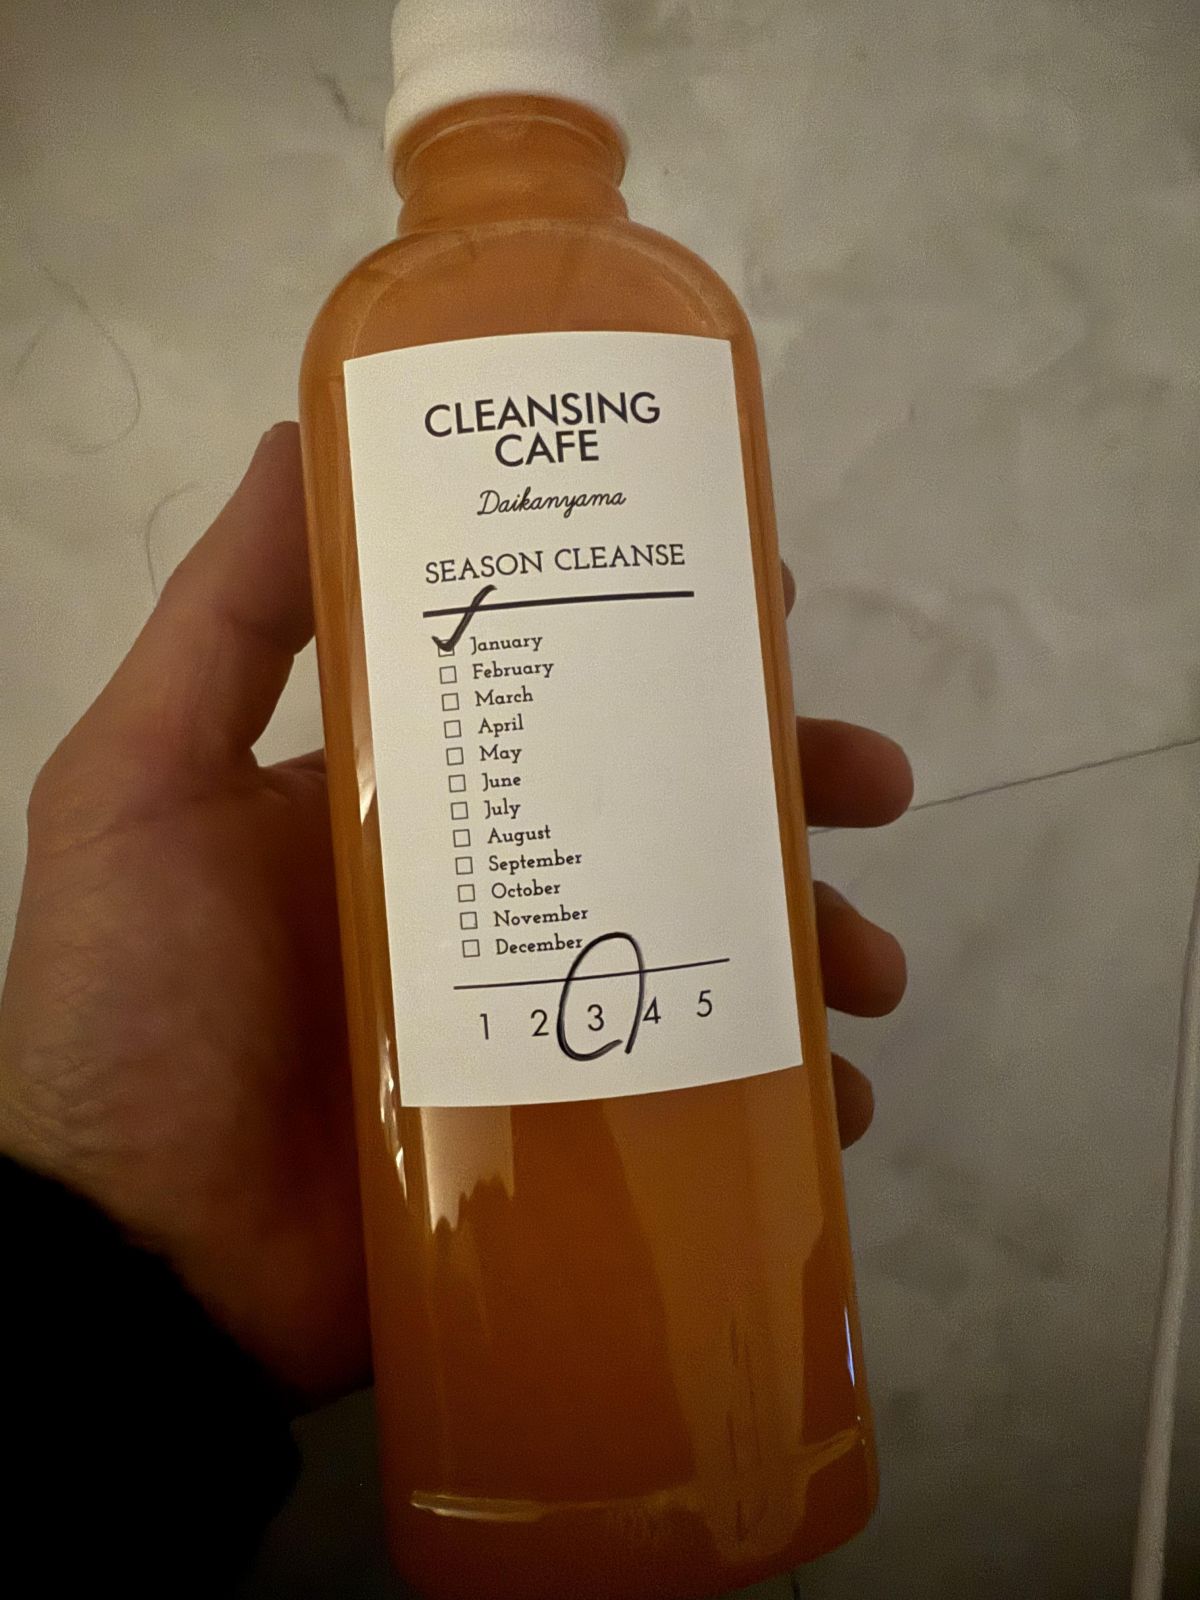 CLEANSING
CAFE
Daikanyama
SEASON CLEANSE
January
February
March
April
May
June
July
August
September
October
November
December
1 2 3 4 5